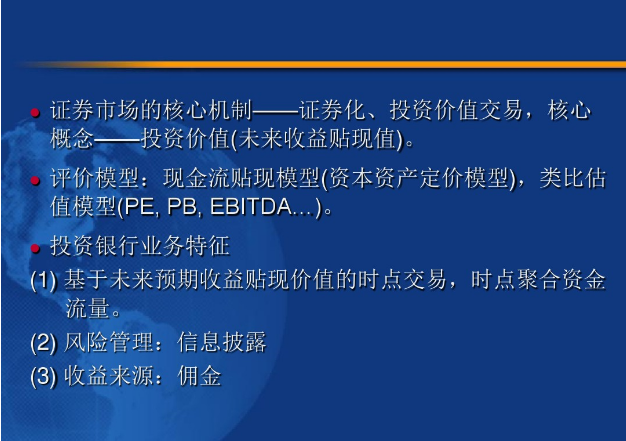 • 证券市场的核心机制——证券化、投资价值交易，核心
概念——投资价值(未来收益贴现值)。
• 评价模型：现金流贴现模型(资本资产定价模型)，类比估
值模型(PE, PB, EBITDA…)。
• 投资银行业务特征
(1) 基于未来预期收益贴现价值的时点交易，时点聚合资金
流量。
(2) 风险管理：信息披露
(3) 收益来源：佣金